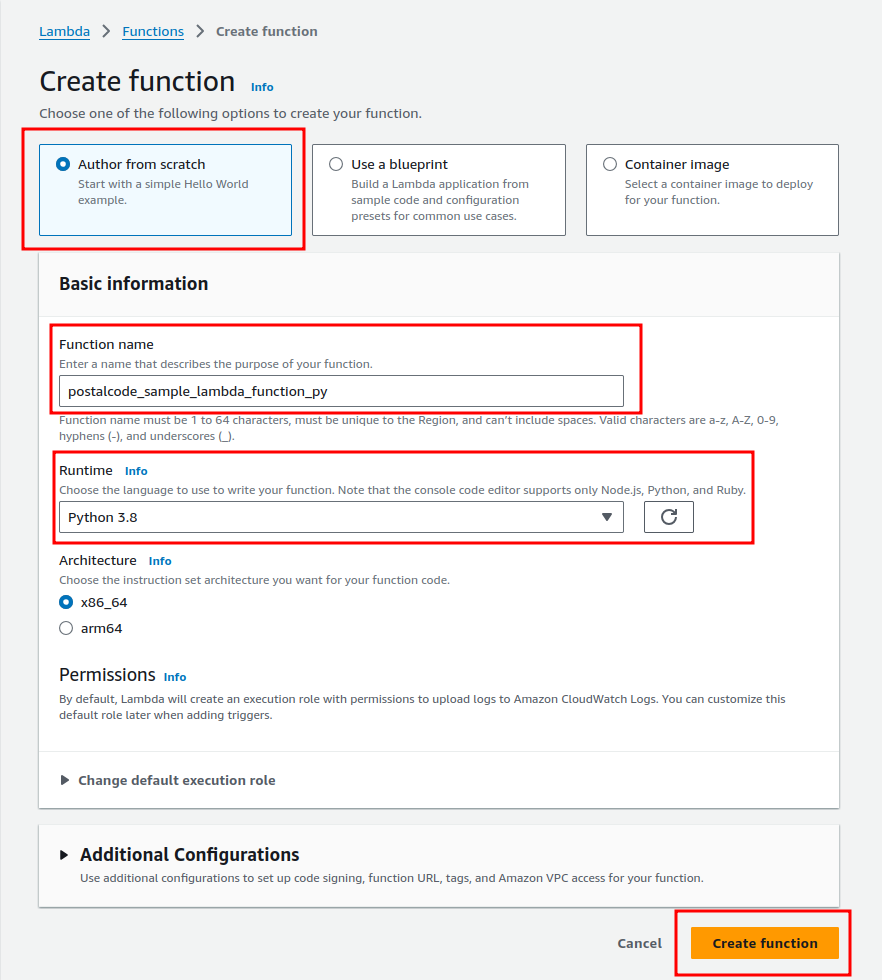 Lambda > Functions > Create function
Create function Info
Choose one of the following options to create your function.
Author from scratch
Start with a simple Hello World
example.
Use a blueprint
Build a Lambda application from
sample code and configuration
presets for common use cases.
Container image
Select a container image to deploy
for your function.
Basic information
Function name
Enter a name that describes the purpose of your function.
postalcode_sample_lambda_function_py
Function name must be 1 to 64 characters, must be unique to the Region, and can't include spaces. Valid characters are a-z, A-Z, 0-9,
hyphens (-), and underscores (_).
Runtime Info
Choose the language to use to write your function. Note that the console code editor supports only Node.js, Python, and Ruby.
Python 3.8
Architecture Info
Choose the instruction set architecture you want for your function code.
x86_64
arm64
Permissions Info
By default, Lambda will create an execution role with permissions to upload logs to Amazon CloudWatch Logs. You can customize this
default role later when adding triggers.
Change default execution role
Additional Configurations
Use additional configurations to set up code signing, function URL, tags, and Amazon VPC access for your function.
Cancel
Create function